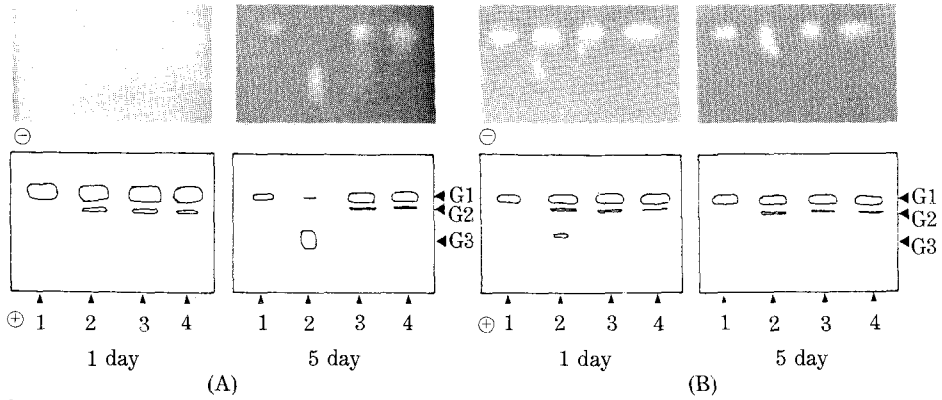 ⊖ ⊖
◀G1 ◀G1
◀G2 ◀G2
◀G3 ◀G3
⊕ 1 2 3 4 1 2 3 4 ⊕ 1 2 3 4 1 2 3 4
1 day 5 day 1 day 5 day
(A) (B)